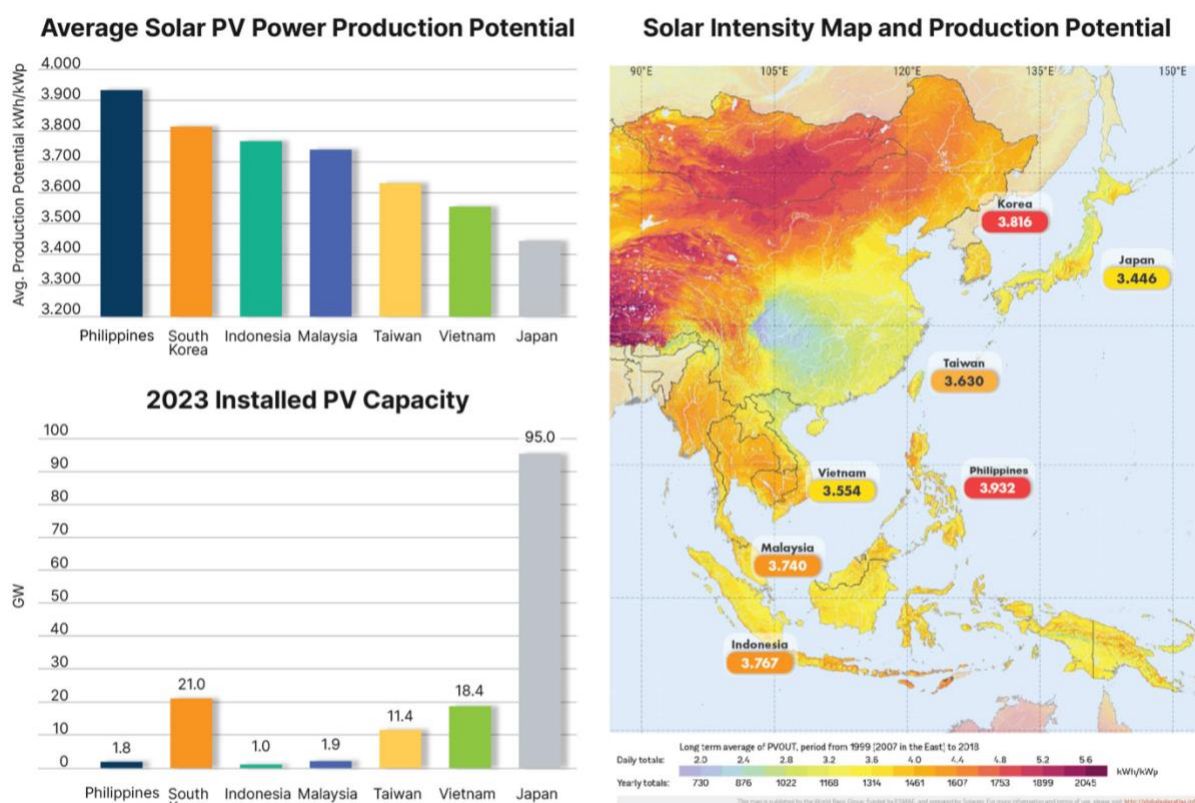 Average Solar PV Power Production Potential
Avg. Production Potential kWh/kWp
4.000
3.900
3.800
3.700
3.600
3.500
3.400
3.300
3.200
Philippines South Korea Indonesia Malaysia Taiwan Vietnam Japan
2023 Installed PV Capacity
GW
100
90
80
70
60
50
40
30
20
10
0
1.8 21.0 1.0 1.9 11.4 18.4 95.0
Philippines South Indonesia Malaysia Taiwan Vietnam Japan
Solar Intensity Map and Production Potential
90°E 105°E 120°E 135°E 150°E
Korea
3.816
Japan
3.446
Taiwan
3.630
Vietnam
3.554
Philippines
3.932
Malaysia
3.740
Indonesia
3.767
Long term average of PVOUT, period from 1999 (2007 in the East) to 2018
Daily totals: 2.0 2.4 2.8 3.2 3.6 4.0 4.4 4.8 5.2 5.6
kWh/kWp
Yearly totals: 730 876 1022 1168 1314 1461 1607 1753 1899 2045